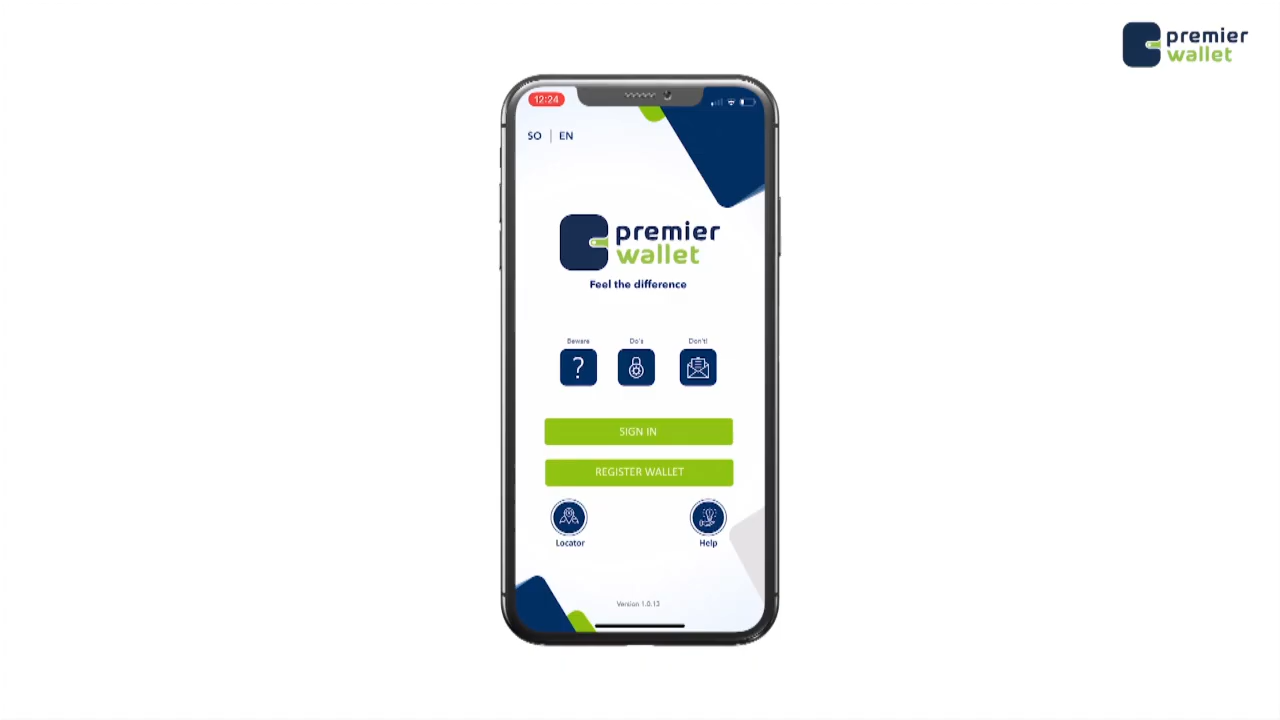 premier
wallet
12:24
SO | EN
premier
wallet
Feel the difference
Beware
Do's
Don't!
SIGN IN
REGISTER WALLET
Locator
Help
Version 1.0.13